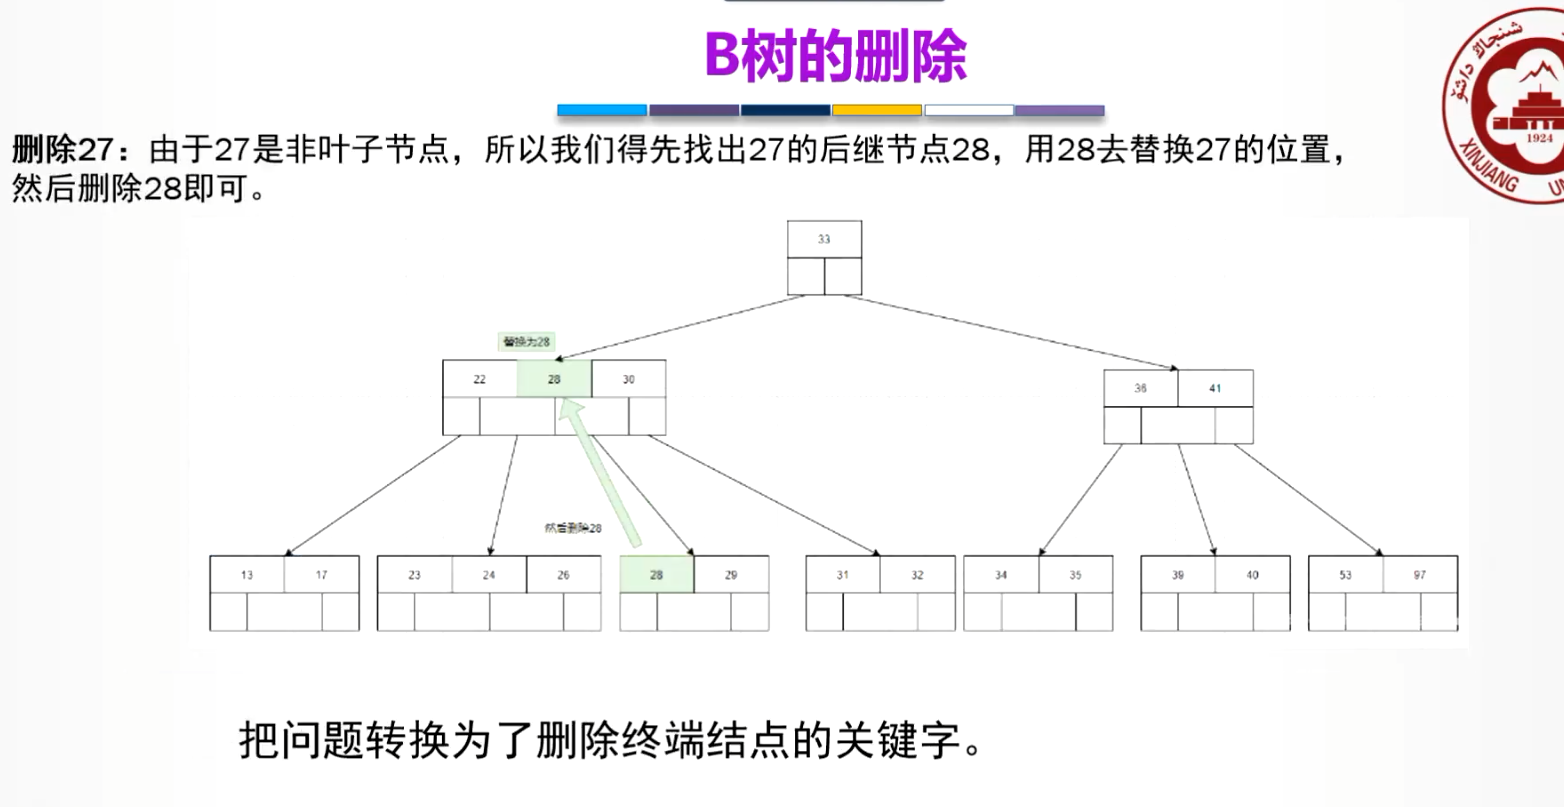 B树的删除
删除27：由于27是非叶子节点，所以我们得先找出27的后继节点28，用28去替换27的位置，
然后删除28即可。
1924
XINJIANG
33
替换为28
22 28 30
36 41
然后删除28
13 17 23 24 26 28 29 31 32 34 35 39 40 53 97
把问题转换为了删除终端结点的关键字。